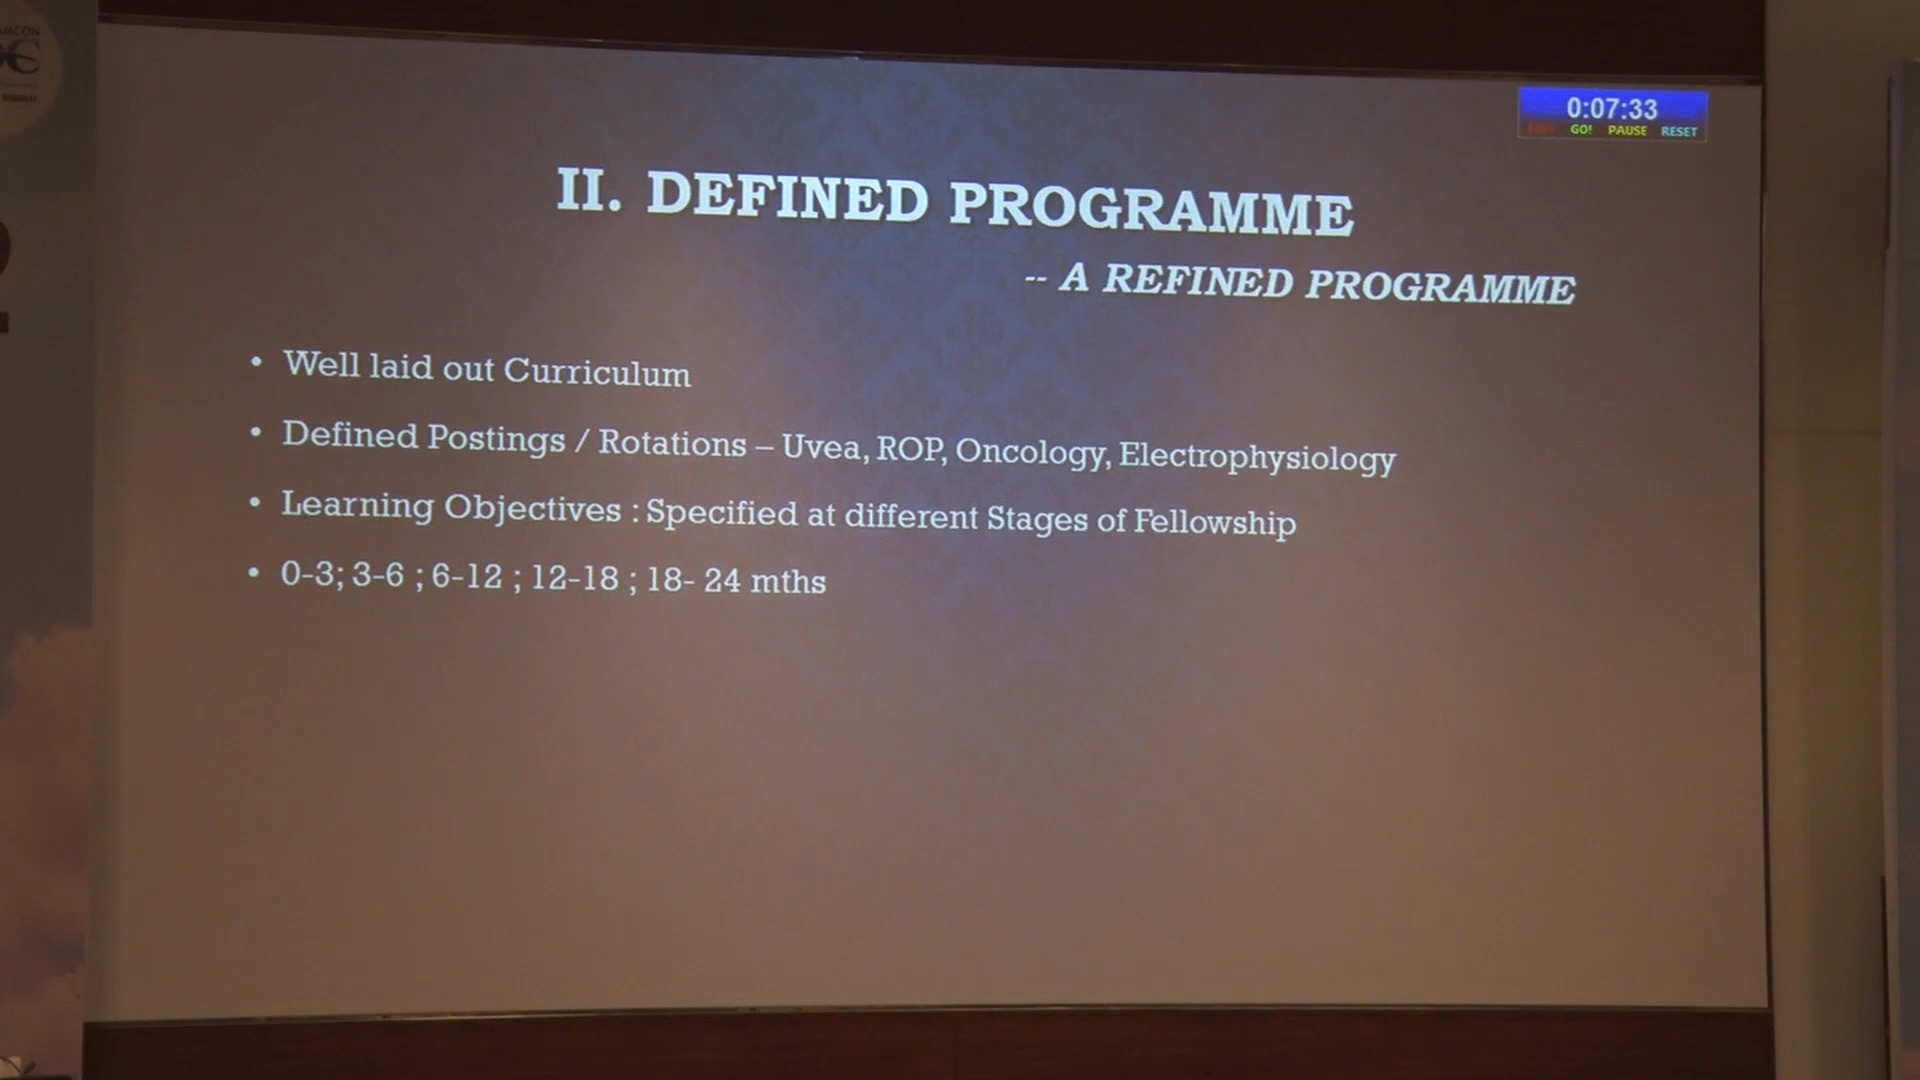 0:07:33
GO! PAUSE RESET
II. DEFINED PROGRAMME
-- A REFINED PROGRAMME
• Well laid out Curriculum
• Defined Postings / Rotations – Uvea, ROP, Oncology, Electrophysiology
• Learning Objectives : Specified at different Stages of Fellowship
• 0-3; 3-6 ; 6-12 ; 12-18 ; 18- 24 mths